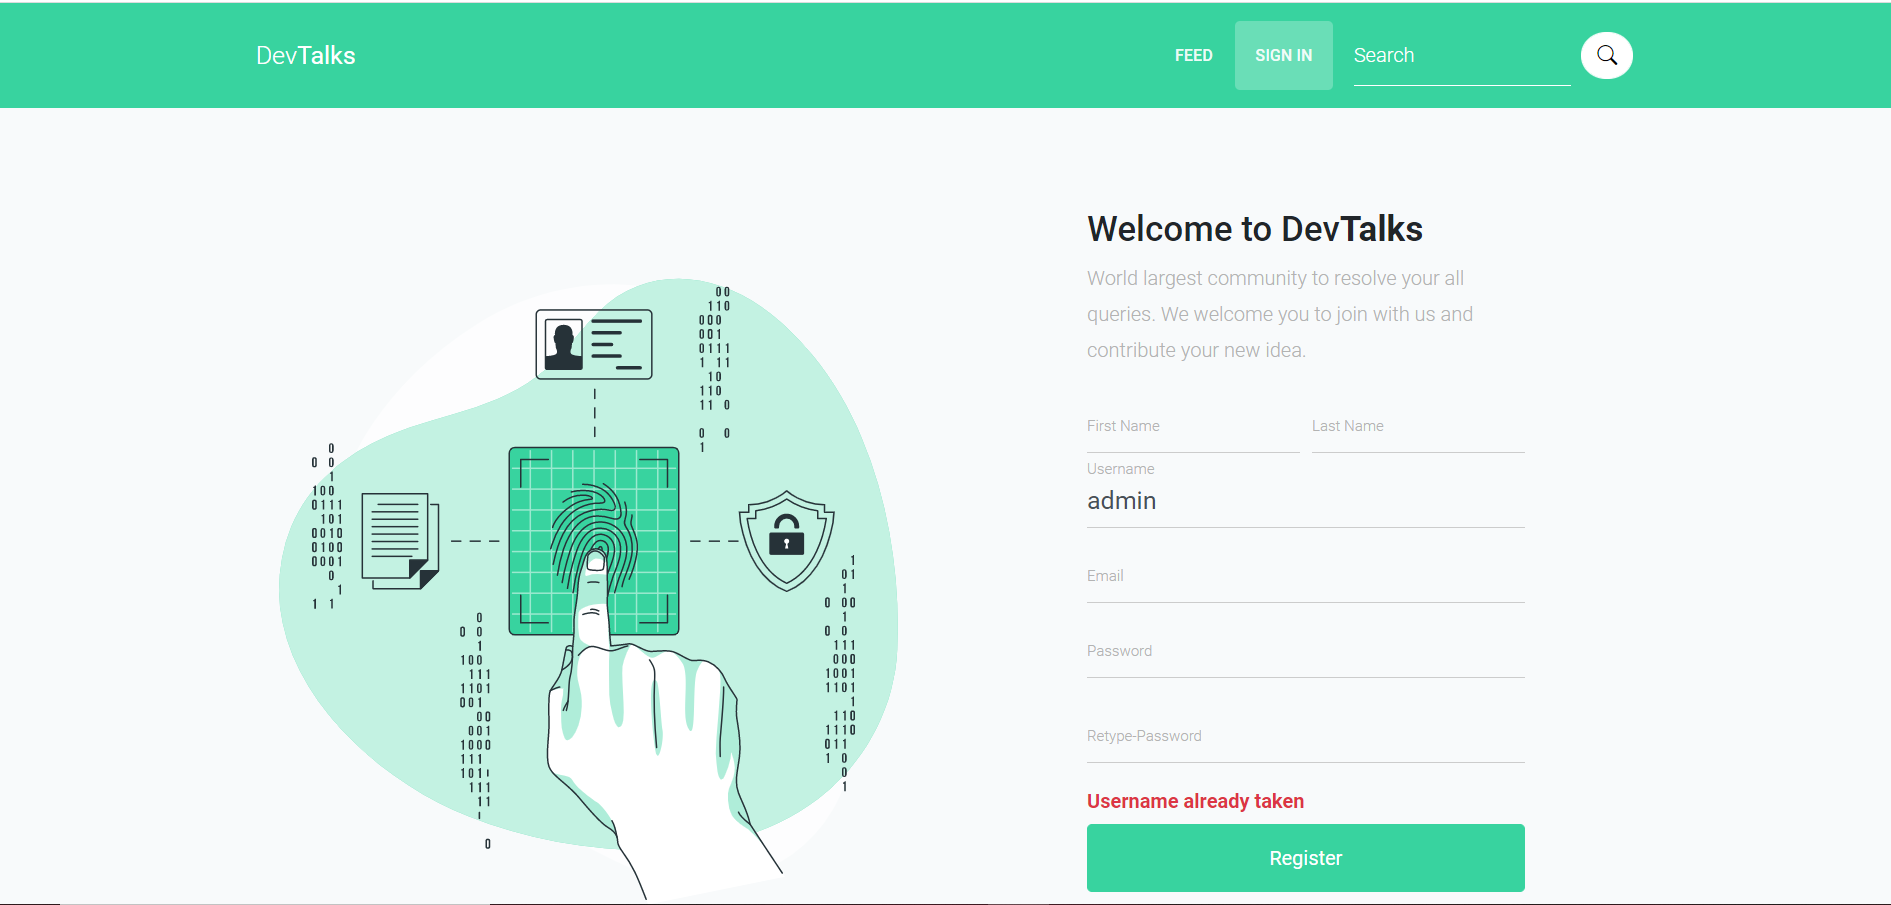 DevTalks
FEED
SIGN IN
Search
Welcome to DevTalks
World largest community to resolve your all
queries. We welcome you to join with us and
contribute your new idea.
First Name
Last Name
Username
admin
Email
Password
Retype-Password
Username already taken
Register